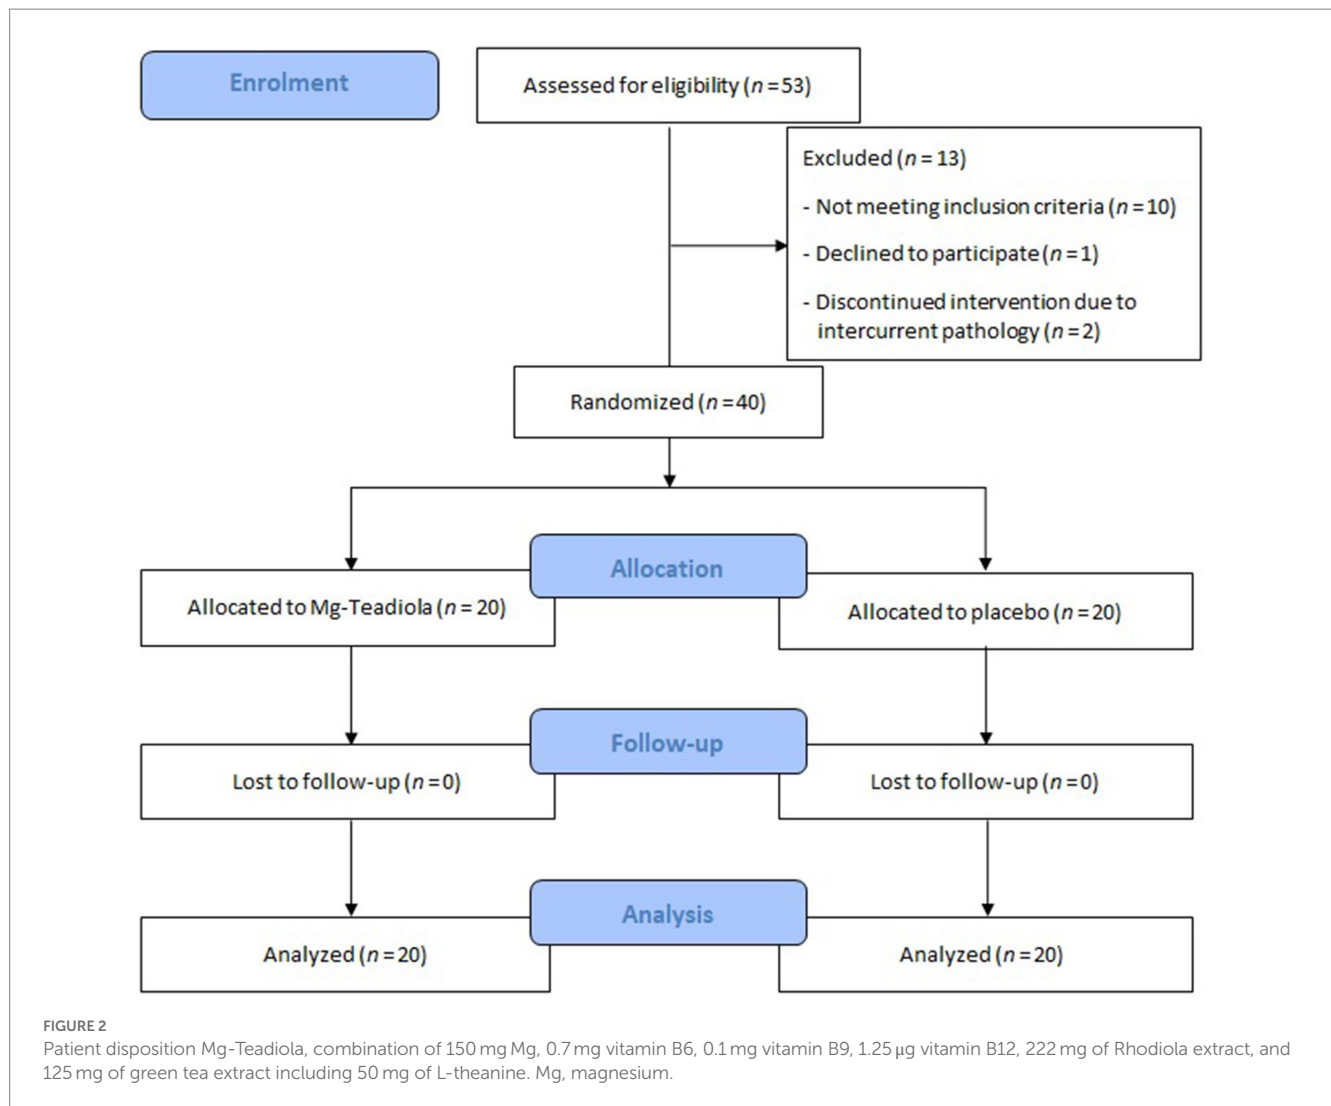 Enrolment
Assessed for eligibility (n = 53)
Excluded (n = 13)
- Not meeting inclusion criteria (n = 10)
- Declined to participate (n = 1)
- Discontinued intervention due to
intercurrent pathology (n = 2)
Randomized (n = 40)
Allocation
Allocated to Mg-Teadiola (n = 20)
Allocated to placebo (n = 20)
Follow-up
Lost to follow-up (n = 0)
Lost to follow-up (n = 0)
Analysis
Analyzed (n = 20)
Analyzed (n = 20)
FIGURE 2
Patient disposition Mg-Teadiola, combination of 150 mg Mg, 0.7 mg vitamin B6, 0.1 mg vitamin B9, 1.25 μg vitamin B12, 222 mg of Rhodiola extract, and
125 mg of green tea extract including 50 mg of L-theanine. Mg, magnesium.